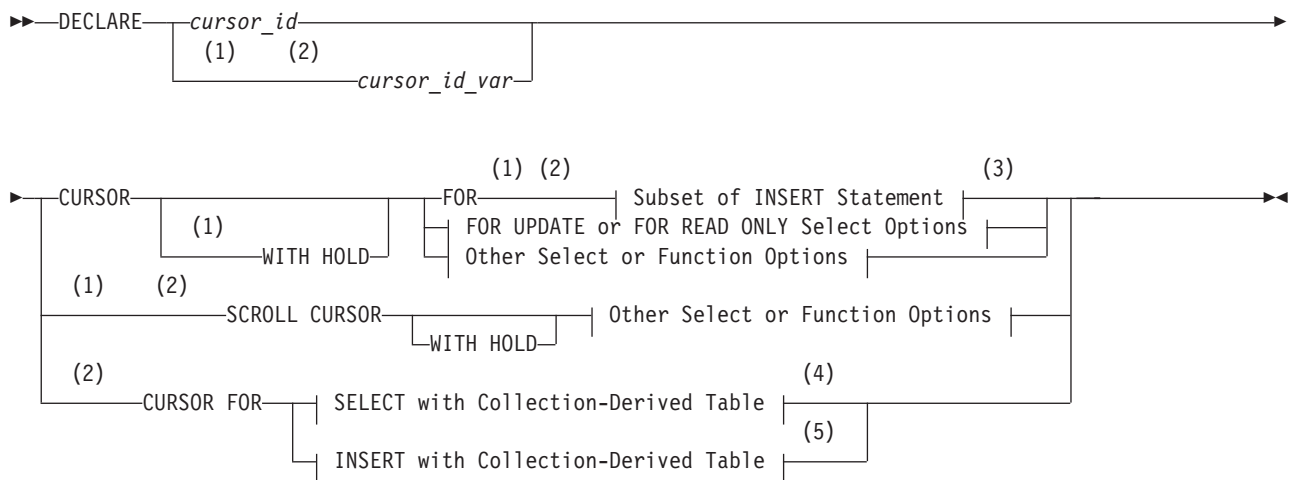 DECLARE cursor_id
(1) (2)
cursor_id_var
(1) (2) (3)
CURSOR FOR Subset of INSERT Statement
(1) FOR UPDATE or FOR READ ONLY Select Options
WITH HOLD Other Select or Function Options
(1) (2)
SCROLL CURSOR Other Select or Function Options
WITH HOLD
(2) (4)
CURSOR FOR SELECT with Collection-Derived Table
(5)
INSERT with Collection-Derived Table